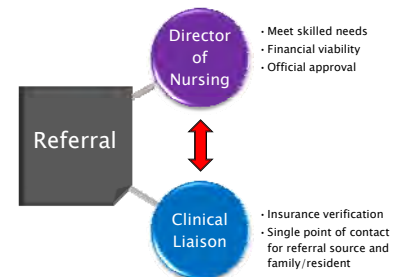 Director
of
Nursing
· Meet skilled needs
· Financial viability
· Official approval
Referral
Clinical
Liaison
· Insurance verification
· Single point of contact
for referral source and
family/resident